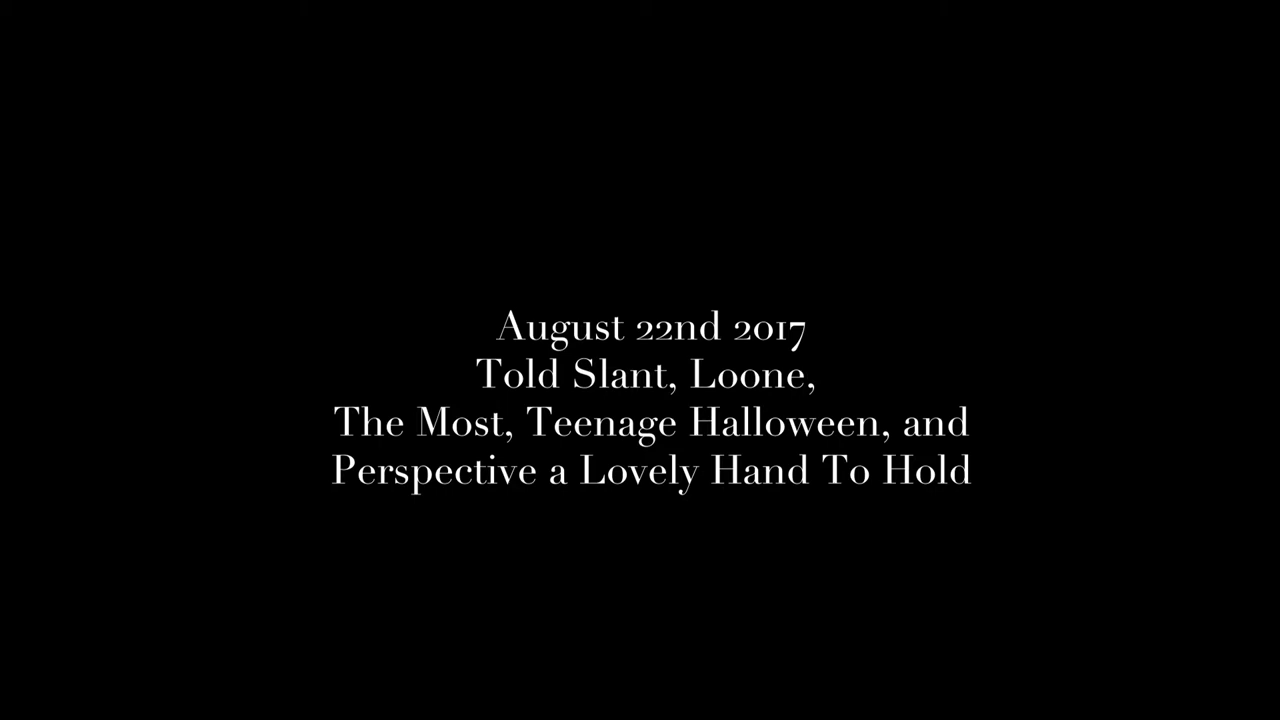 August 22nd 2017
Told Slant, Loone,
The Most, Teenage Halloween, and
Perspective a Lovely Hand To Hold